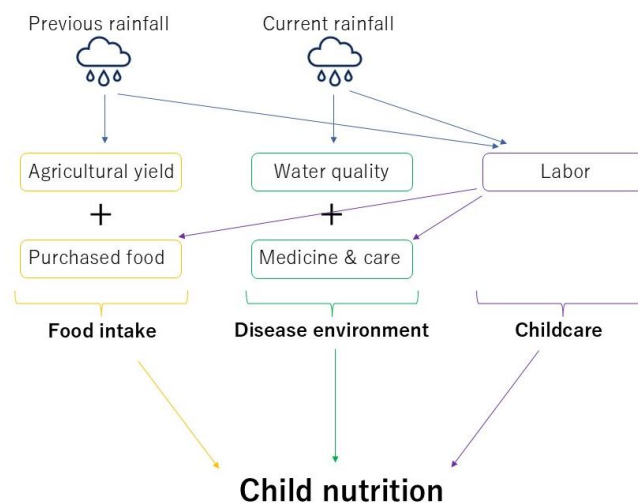 Previous rainfall
Current rainfall
Agricultural yield
Water quality
Labor
+
+
Purchased food
Medicine & care
Food intake
Disease environment
Childcare
Child nutrition